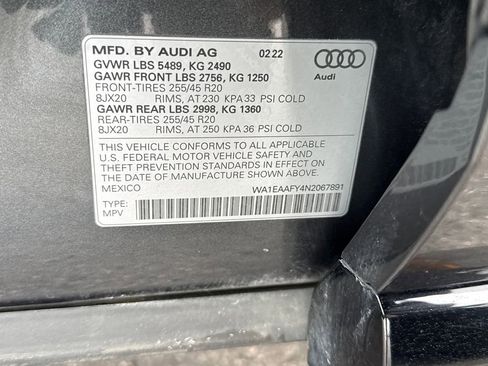 MFD. BY AUDI AG 02 22
GVWR LBS 5489, KG 2490
GAWR FRONT LBS 2756, KG 1250
Audi
FRONT-TIRES 255/45 R20
8JX20 RIMS, AT 230 KPA 33 PSI COLD
GAWR REAR LBS 2998, KG 1360
REAR-TIRES 255/45 R20
8JX20 RIMS, AT 250 KPA 36 PSI COLD
THIS VEHICLE CONFORMS TO ALL APPLICABLE
U.S. FEDERAL MOTOR VEHICLE SAFETY AND
THEFT PREVENTION STANDARDS IN EFFECT ON
THE DATE OF MANUFACTURE SHOWN ABOVE.
MEXICO WA1EAAFY4N2067891
TYPE:
MPV